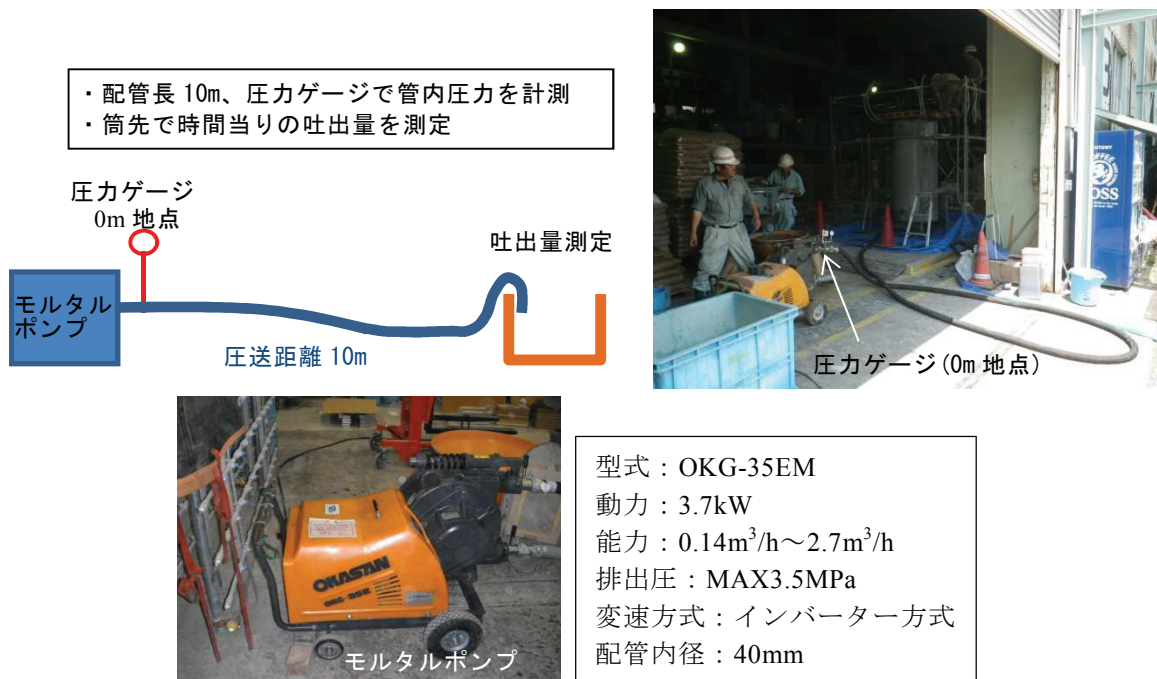 ・配管長 10m、圧力ゲージで管内圧力を計測
・筒先で時間当りの吐出量を測定
圧力ゲージ
0m 地点
吐出量測定
モルタル
ポンプ
圧送距離 10m
COFFEE
BOSS
圧力ゲージ(0m 地点)
OKASTAN
モルタルポンプ
型式：OKG-35EM
動力：3.7kW
能力：0.14m³/h～2.7m³/h
排出圧：MAX3.5MPa
変速方式：インバーター方式
配管内径：40mm